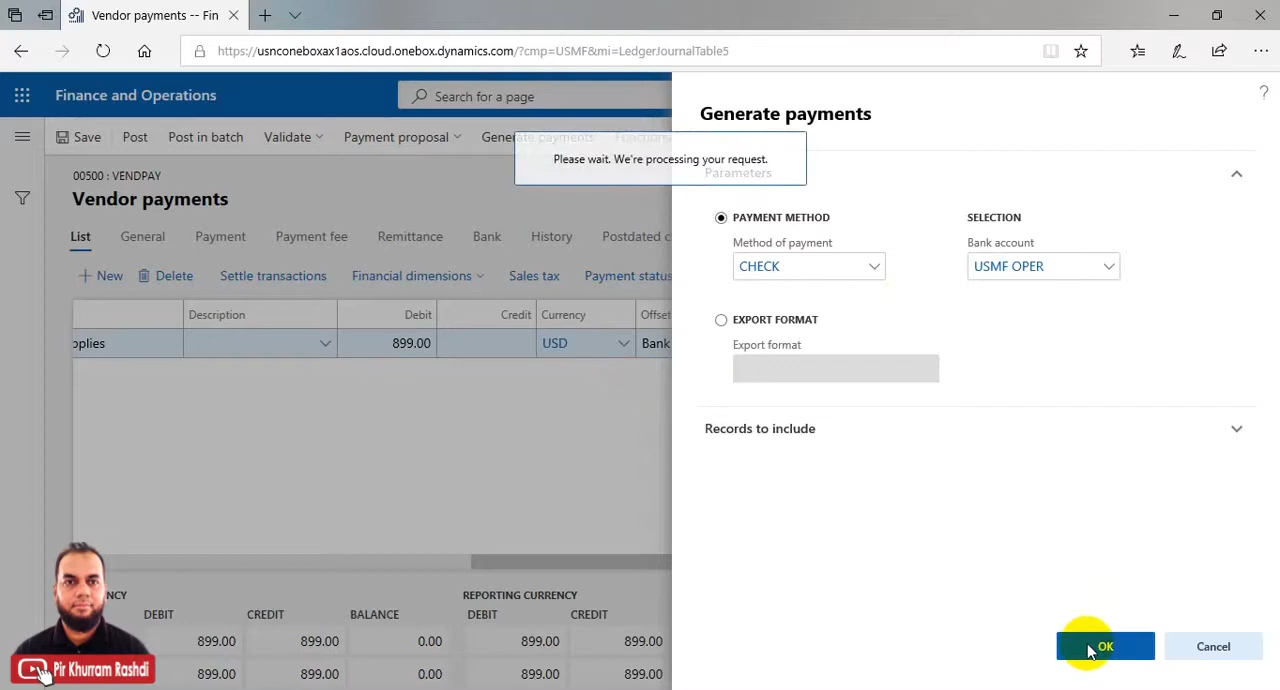 Vendor payments -- Fin
https://usnconeboxax1aos.cloud.onebox.dynamics.com/?cmp=USMF&mi=LedgerJournalTable5
Finance and Operations
Search for a page
?
Save Post Post in batch Validate Payment proposal Generate payments Functions
Please wait. We're processing your request.
00500 : VENDPAY
Vendor payments
List General Payment Payment fee Remittance Bank History Postdated c
New Delete Settle transactions Financial dimensions Sales tax Payment status
Description Debit Credit Currency Offset
pplies 899.00 USD Bank
NCY REPORTING CURRENCY
DEBIT CREDIT BALANCE DEBIT CREDIT
899.00 899.00 0.00 899.00 899.00
899.00 899.00 0.00 899.00 899.00
Generate payments
Parameters
PAYMENT METHOD SELECTION
Method of payment Bank account
CHECK USMF OPER
EXPORT FORMAT
Export format
Records to include
OK Cancel
Pir Khurram Rashdi